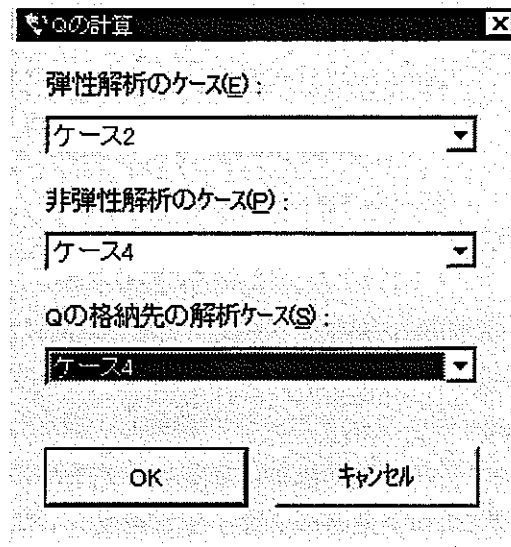 Qの計算
弾性解析のケース(E) :
ケース2
非弾性解析のケース(P) :
ケース4
Qの格納先の解析ケース(S) :
ケース4
OK
キャンセル